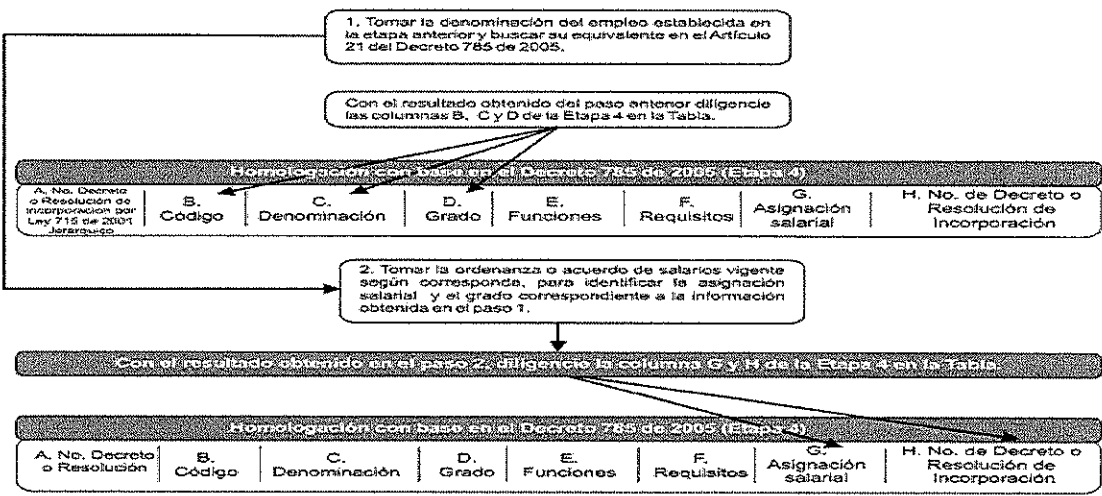 1. Tomar la denominación del empleo establecida en
la etapa anterior y buscar su equivalente en el Artículo
21 del Decreto 785 de 2005.
Con el resultado obtenido del paso anterior diligencie
las columnas B, C y D de la Etapa 4 en la Tabla.
Homologación con base en el Decreto 785 de 2005 (Etapa 4)
A. No. Decreto
o Resolución de
Incorporación por
Ley 715 de 2001
Jerárquico
B.
Código
C.
Denominación
D.
Grado
E.
Funciones
F.
Requisitos
G.
Asignación
salarial
H. No. de Decreto o
Resolución de
Incorporación
2. Tomar la ordenanza o acuerdo de salarios vigente
según corresponda, para identificar la asignación
salarial y el grado correspondiente a la información
obtenida en el paso 1.
Con el resultado obtenido en el paso 2, diligencie la columna G y H de la Etapa 4 en la Tabla.
Homologación con base en el Decreto 785 de 2005 (Etapa 4)
A. No. Decreto
o Resolución
B.
Código
C.
Denominación
D.
Grado
E.
Funciones
F.
Requisitos
G.
Asignación
salarial
H. No. de Decreto o
Resolución de
Incorporación